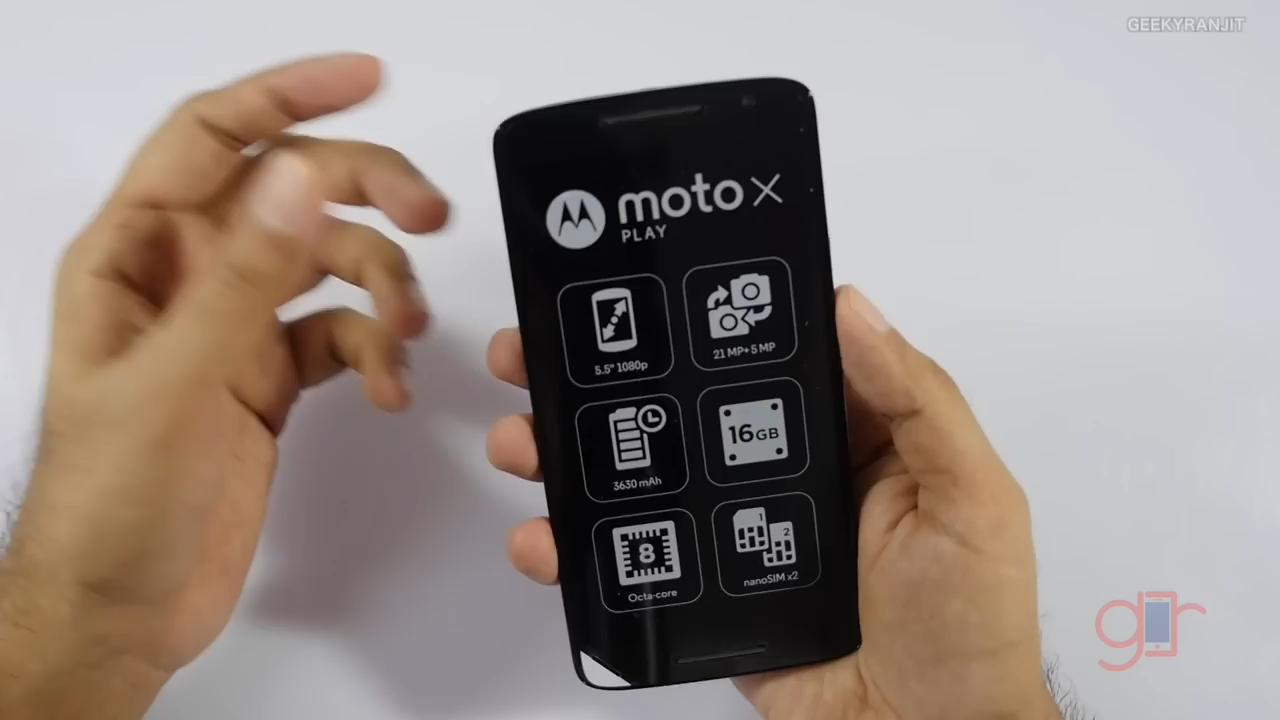 GEEKYRANJIT
moto X
PLAY
5.5" 1080p
21 MP+5 MP
3630 mAh
16GB
8
Octa-core
1
2
nanoSIM x2
gr